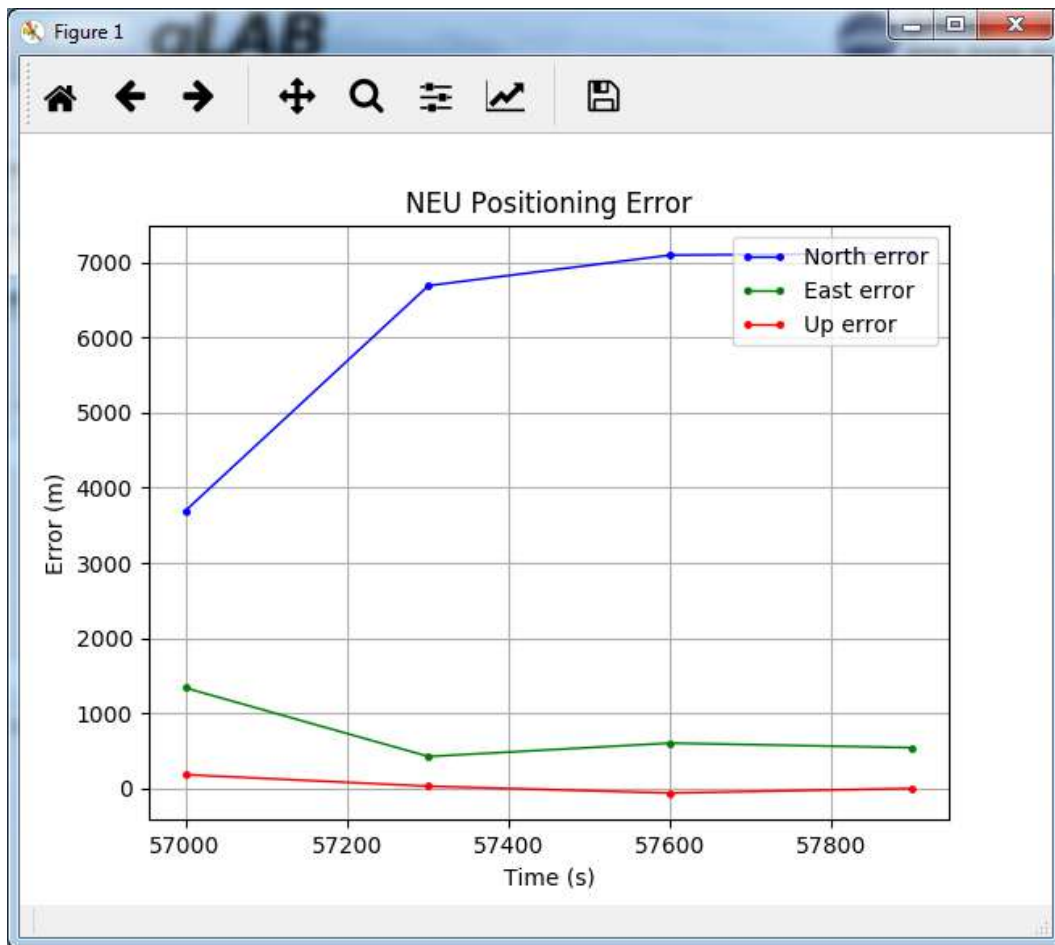 Figure 1
gLAB
NEU Positioning Error
North error
East error
Up error
7000
6000
5000
4000
3000
2000
1000
0
Error (m)
57000 57200 57400 57600 57800
Time (s)